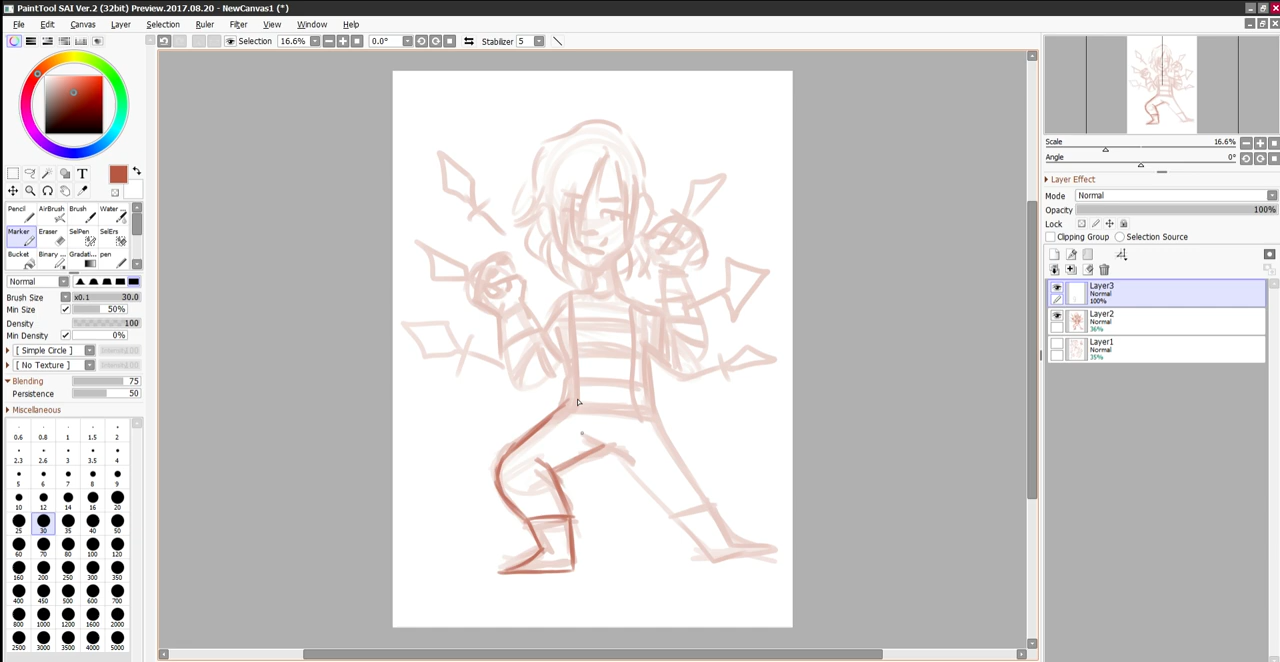 PaintTool SAI Ver.2 (32bit) Preview.2017.08.20 - NewCanvas1 (*)
File Edit Canvas Layer Selection Ruler Filter View Window Help
Selection 16.6% 0.0° Stabilizer 5
T
Pencil AirBrush Brush Water ...
Marker Eraser SelPen SelErs
Bucket Binary ... Gradati... pen
Normal
Brush Size x0.1 30.0
Min Size 50%
Density 100
Min Density 0%
[ Simple Circle ]
[ No Texture ]
Blending 75
Persistence 50
Miscellaneous
0.6 0.8 1 1.5 2
2.3 2.6 3 3.5 4
5 6 7 8 9
10 12 14 16 20
25 30 35 40 50
60 70 80 100 120
160 200 250 300 350
400 450 500 600 700
800 1000 1200 1600 2000
2500 3000 3500 4000 5000
Scale 16.6%
Angle 0°
Layer Effect
Mode Normal
Opacity 100%
Lock
Clipping Group Selection Source
Layer3
Normal
100%
Layer2
Normal
36%
Layer1
Normal
35%